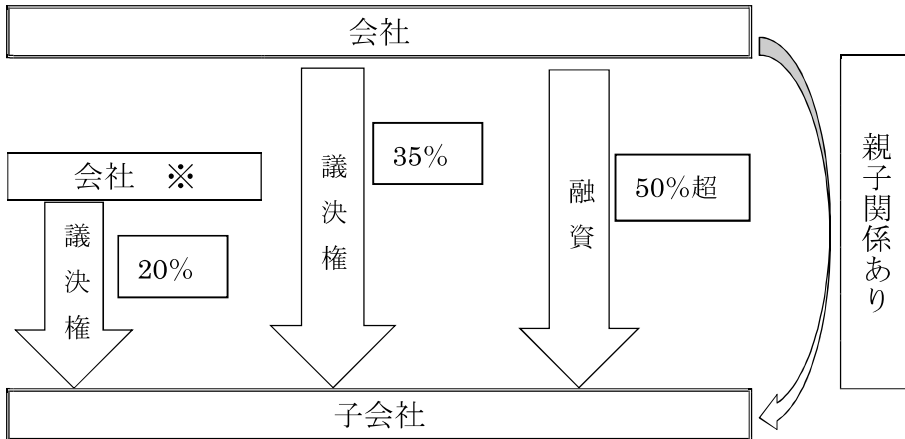 会社
会社　※
議決権
20%
議決権
35%
融資
50%超
親子関係あり
子会社